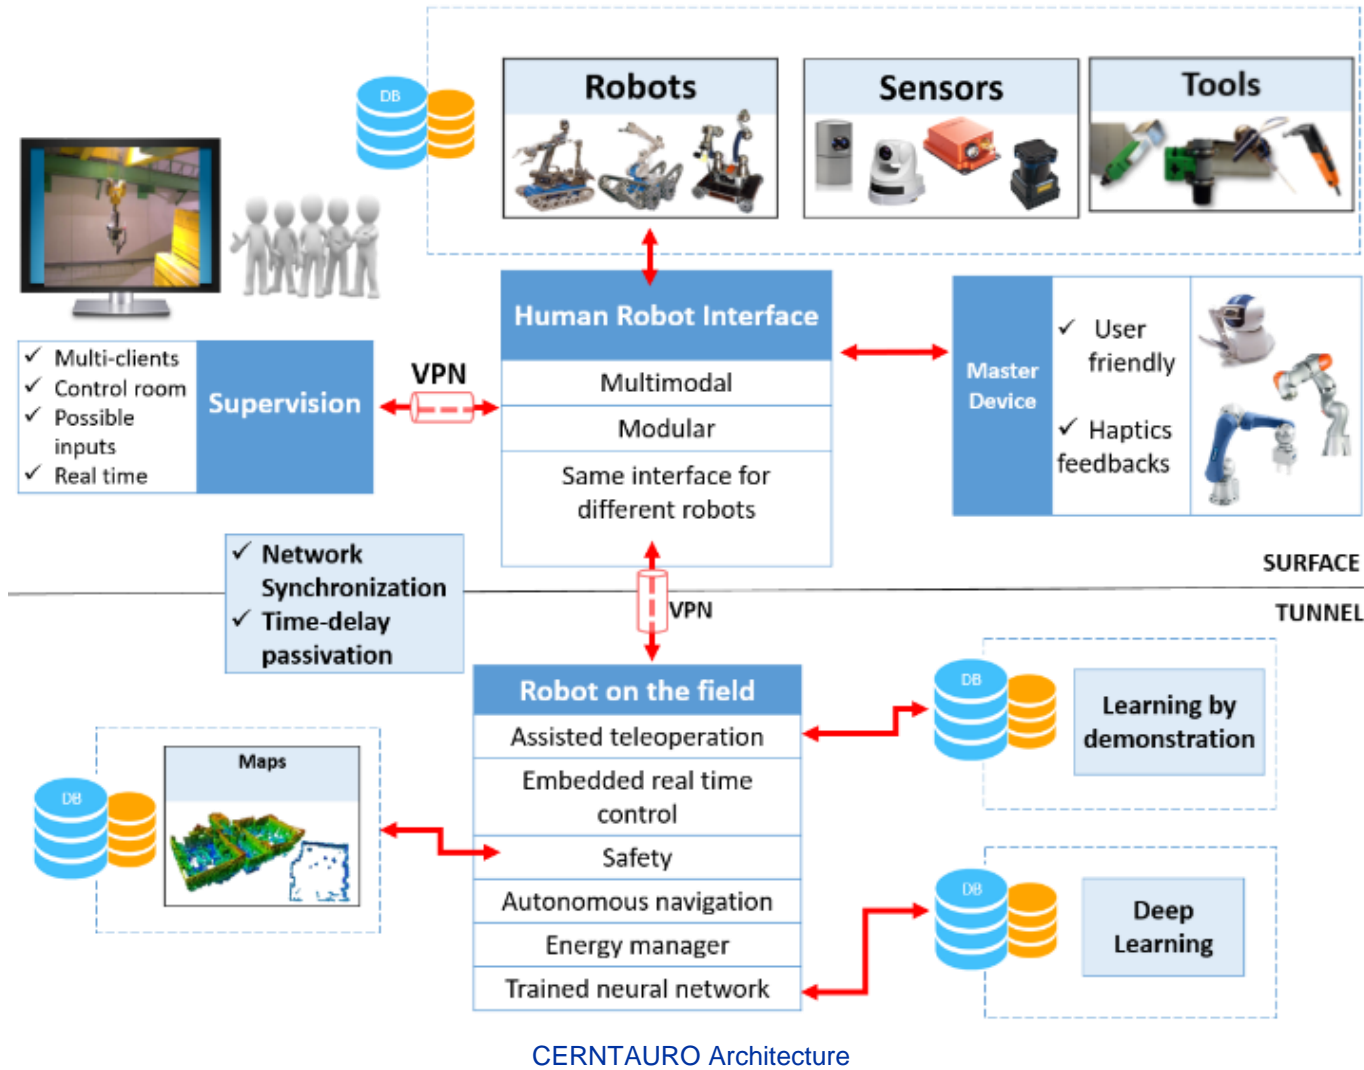 DB
Robots
Sensors
Tools
Human Robot Interface
Multimodal
Modular
Same interface for
different robots
✓ Multi-clients
✓ Control room
✓ Possible
inputs
✓ Real time
Supervision
VPN
Master
Device
✓ User
friendly
✓ Haptics
feedbacks
✓ Network
Synchronization
✓ Time-delay
passivation
SURFACE
VPN
TUNNEL
Robot on the field
Assisted teleoperation
Embedded real time
control
Safety
Autonomous navigation
Energy manager
Trained neural network
DB
Maps
DB
Learning by
demonstration
DB
Deep
Learning
CERNTAURO Architecture